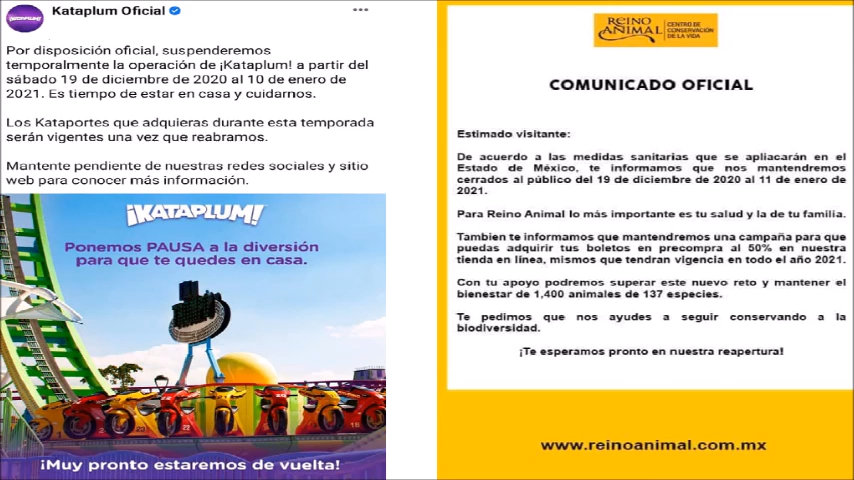 ¡KATAPLUM!
Kataplum Oficial
Por disposición oficial, suspenderemos
temporalmente la operación de ¡Kataplum! a partir del
sábado 19 de diciembre de 2020 al 10 de enero de
2021. Es tiempo de estar en casa y cuidarnos.
Los Kataportes que adquieras durante esta temporada
serán vigentes una vez que reabramos.
Mantente pendiente de nuestras redes sociales y sitio
web para conocer más información.
¡KATAPLUM!
Ponemos PAUSA a la diversión
para que te quedes en casa.
22
¡Muy pronto estaremos de vuelta!
REINO
ANIMAL
CENTRO DE
CONSERVACIÓN
DE LA VIDA
COMUNICADO OFICIAL
Estimado visitante:
De acuerdo a las medidas sanitarias que se apliacarán en el
Estado de México, te informamos que nos mantendremos
cerrados al público del 19 de diciembre de 2020 al 11 de enero de
2021.
Para Reino Animal lo más importante es tu salud y la de tu familia.
Tambien te informamos que mantendremos una campaña para que
puedas adquirir tus boletos en precompra al 50% en nuestra
tienda en línea, mismos que tendran vigencia en todo el año 2021.
Con tu apoyo podremos superar este nuevo reto y mantener el
bienestar de 1,400 animales de 137 especies.
Te pedimos que nos ayudes a seguir conservando a la
biodiversidad.
¡Te esperamos pronto en nuestra reapertura!
www.reinoanimal.com.mx